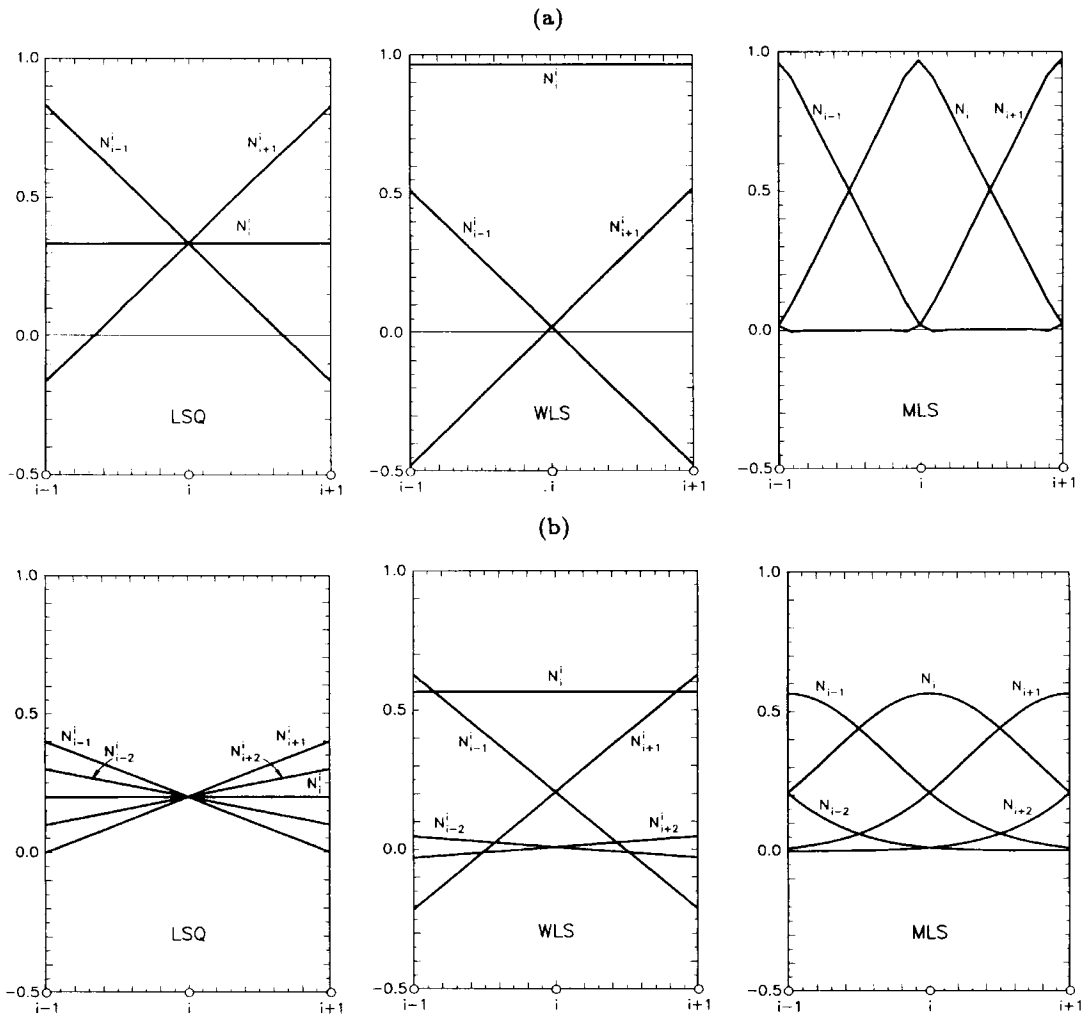 (a)
1.0
0.5
0.0
−0.5
N^i_{i−1}
N^i_{i+1}
N^i_i
LSQ
i−1
i
i+1
1.0
0.5
0.0
−0.5
N^i_i
N^i_{i−1}
N^i_{i+1}
WLS
i−1
i
i+1
1.0
0.5
0.0
−0.5
N_{i−1}
N_i
N_{i+1}
MLS
i−1
i
i+1
(b)
1.0
0.5
0.0
−0.5
N^i_{i−1}
N^i_{i−2}
N^i_{i+1}
N^i_{i+2}
N^i_i
LSQ
i−1
i
i+1
1.0
0.5
0.0
−0.5
N^i_i
N^i_{i−1}
N^i_{i+1}
N^i_{i−2}
N^i_{i+2}
WLS
i−1
i
i+1
1.0
0.5
0.0
−0.5
N_{i−1}
N_i
N_{i+1}
N_{i−2}
N_{i+2}
MLS
i−1
i
i+1